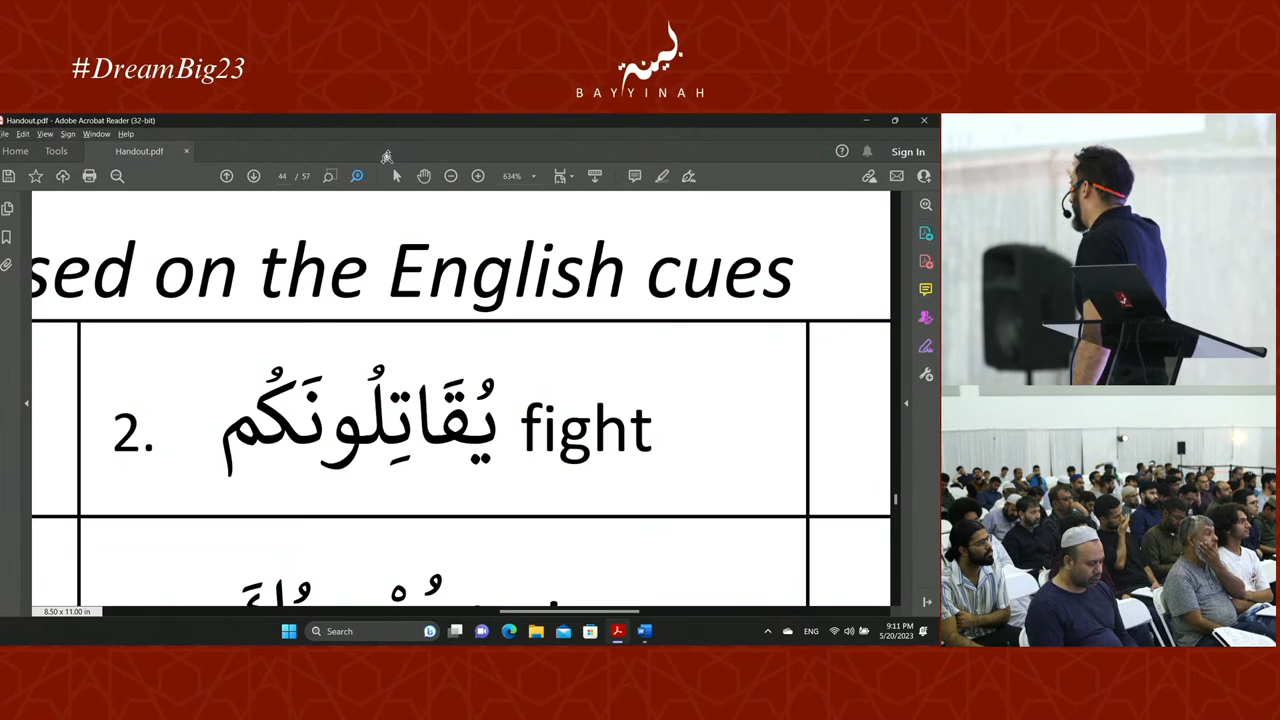 #DreamBig23
بينة
BAYYINAH
Handout.pdf - Adobe Acrobat Reader (32-bit)
ile Edit View Sign Window Help
Home Tools Handout.pdf × Sign In
44 / 57 634%
sed on the English cues
2. يُقَاتِلُونَكُم fight
8.50 x 11.00 in
Search
ENG
9:11 PM
5/20/2023